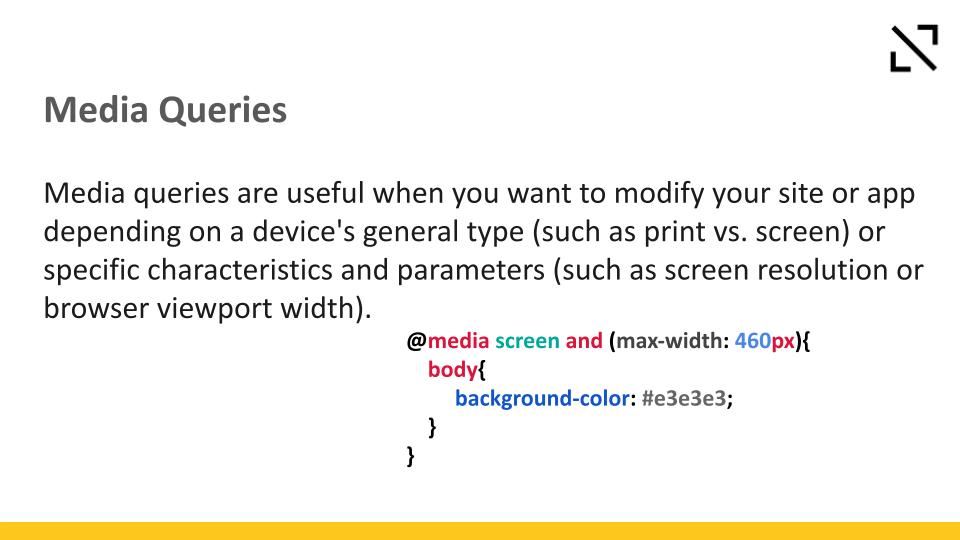 Media Queries
Media queries are useful when you want to modify your site or app
depending on a device's general type (such as print vs. screen) or
specific characteristics and parameters (such as screen resolution or
browser viewport width).
@media screen and (max-width: 460px){
body{
background-color: #e3e3e3;
}
}